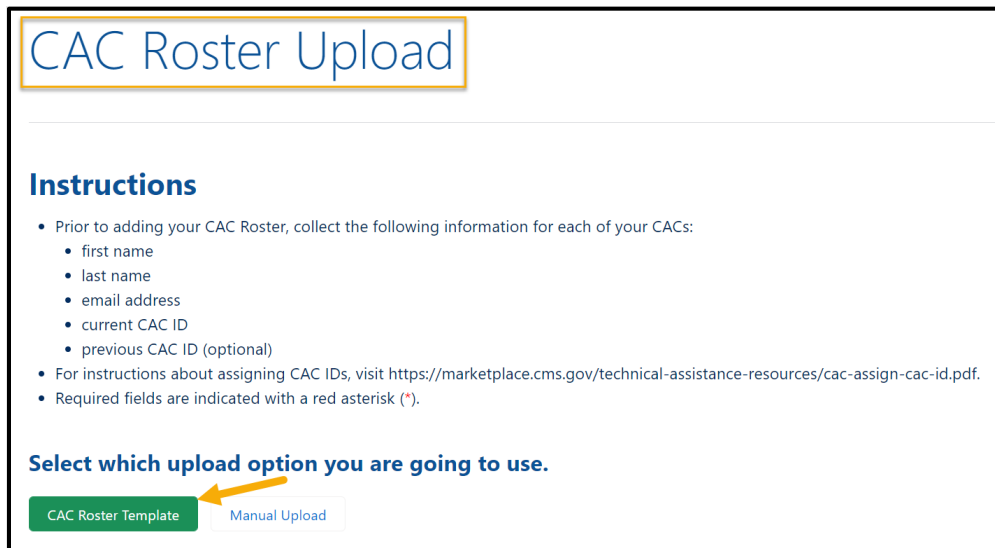 CAC Roster Upload
Instructions
• Prior to adding your CAC Roster, collect the following information for each of your CACs:
• first name
• last name
• email address
• current CAC ID
• previous CAC ID (optional)
• For instructions about assigning CAC IDs, visit https://marketplace.cms.gov/technical-assistance-resources/cac-assign-cac-id.pdf.
• Required fields are indicated with a red asterisk (*).
Select which upload option you are going to use.
CAC Roster Template Manual Upload